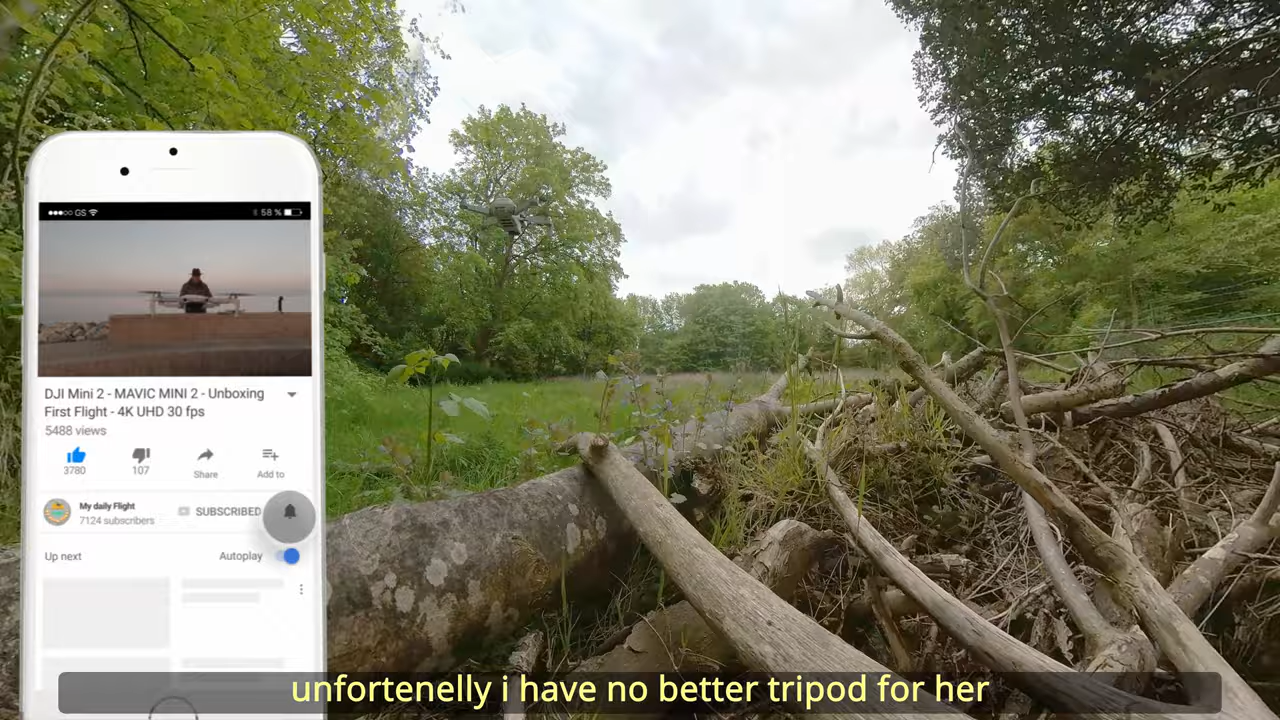 GS
58 %
DJI Mini 2 - MAVIC MINI 2 - Unboxing
First Flight - 4K UHD 30 fps
5488 views
3780
107
Share
Add to
My daily Flight
SUBSCRIBED
7124 subscribers
Up next
Autoplay
unfortenelly i have no better tripod for her